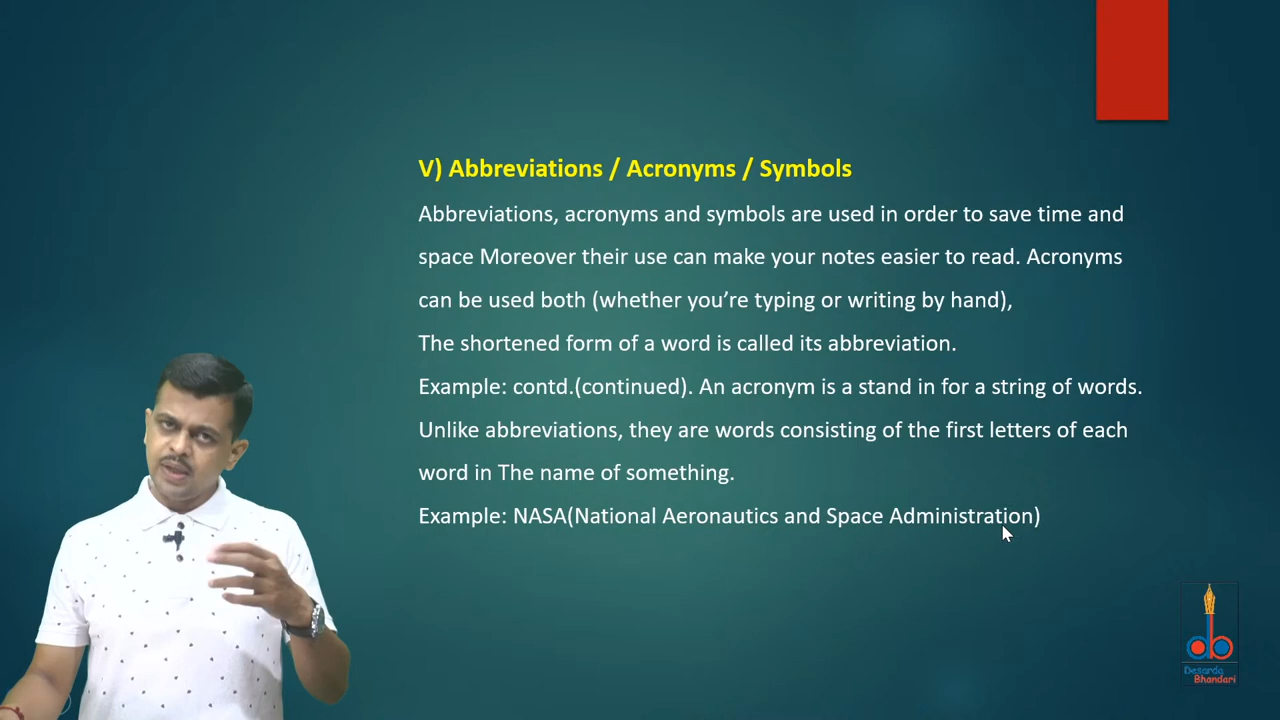 V) Abbreviations / Acronyms / Symbols
Abbreviations, acronyms and symbols are used in order to save time and
space Moreover their use can make your notes easier to read. Acronyms
can be used both (whether you’re typing or writing by hand),
The shortened form of a word is called its abbreviation.
Example: contd.(continued). An acronym is a stand in for a string of words.
Unlike abbreviations, they are words consisting of the first letters of each
word in The name of something.
Example: NASA(National Aeronautics and Space Administration)
db
Desarda
Bhandari